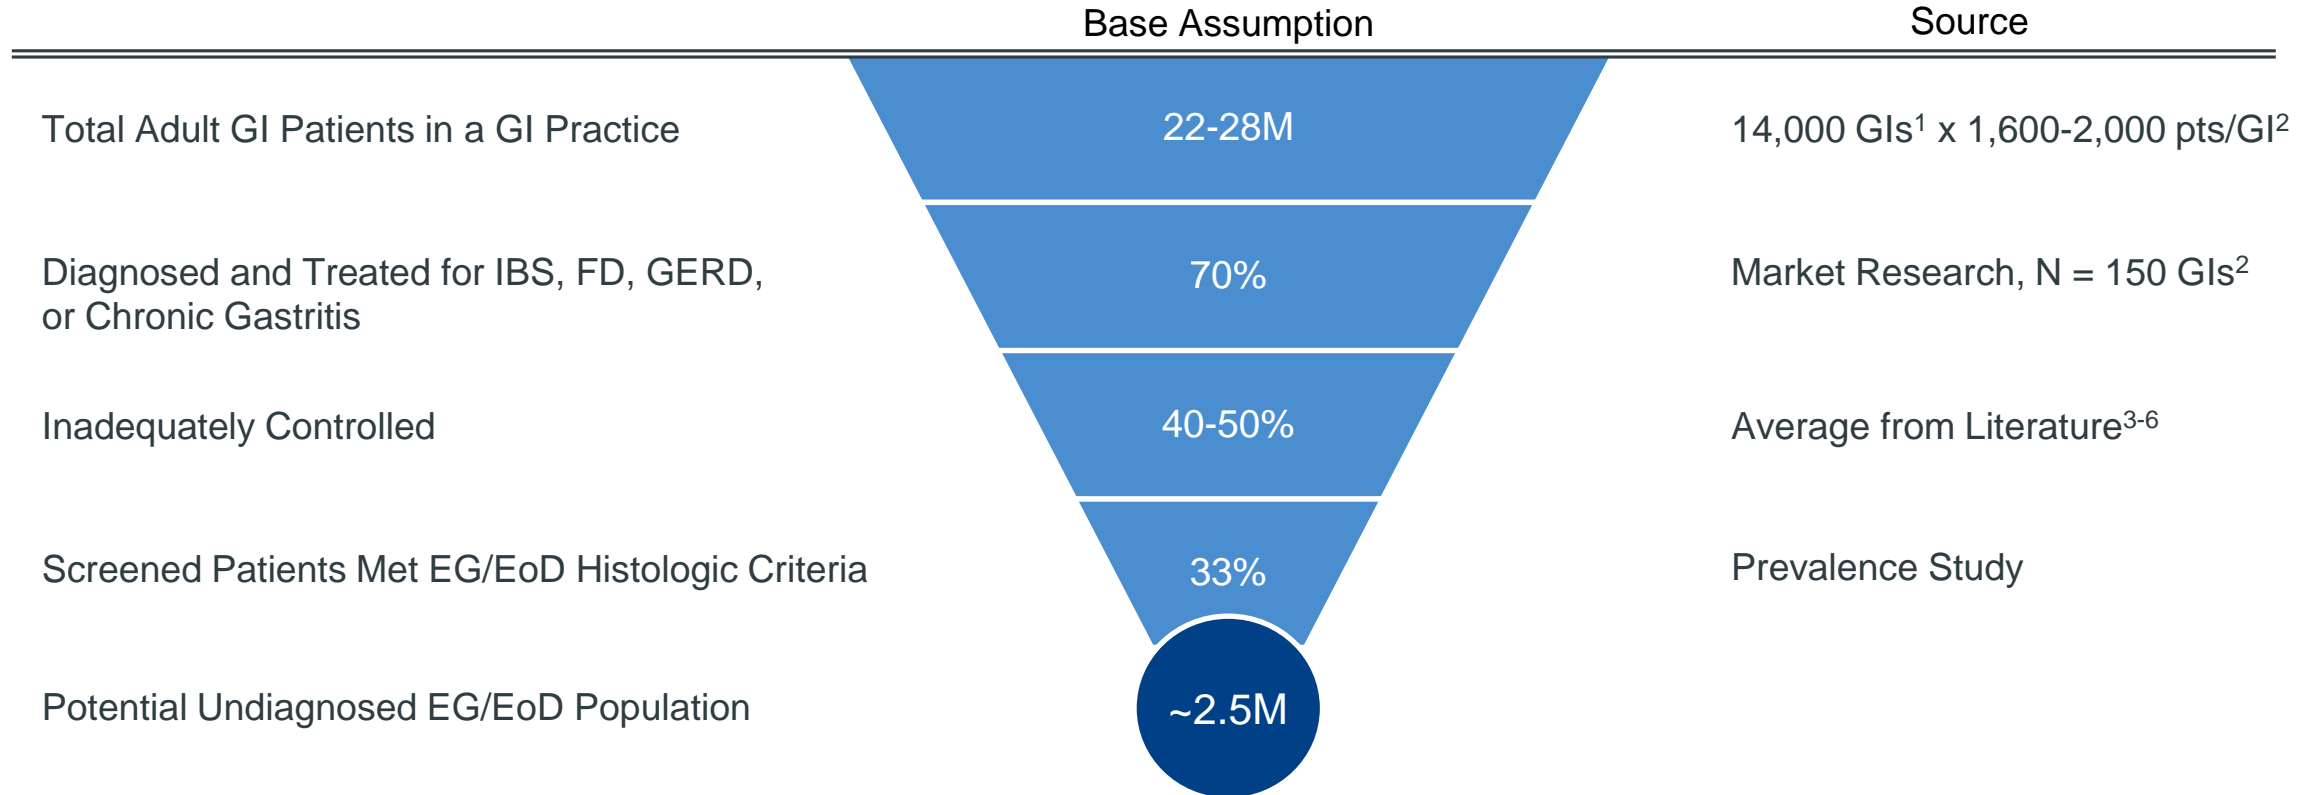 Base Assumption Source
Total Adult GI Patients in a GI Practice 22-28M 14,000 GIs1 x 1,600-2,000 pts/GI2
Diagnosed and Treated for IBS, FD, GERD,
or Chronic Gastritis 70% Market Research, N = 150 GIs2
Inadequately Controlled 40-50% Average from Literature3-6
Screened Patients Met EG/EoD Histologic Criteria 33% Prevalence Study
Potential Undiagnosed EG/EoD Population ~2.5M